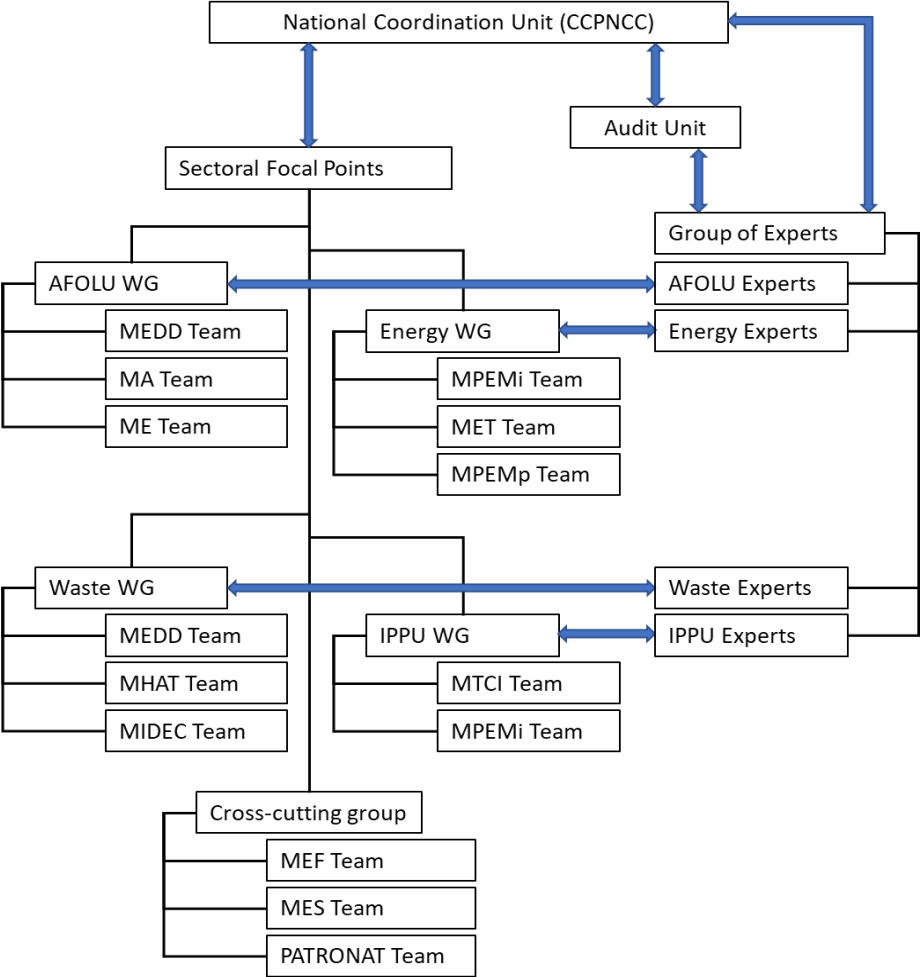 National Coordination Unit (CCPNCC)
Audit Unit
Sectoral Focal Points
Group of Experts
AFOLU WG
AFOLU Experts
MEDD Team
MA Team
ME Team
Energy WG
Energy Experts
MPEMi Team
MET Team
MPEMp Team
Waste WG
Waste Experts
MEDD Team
MHAT Team
MIDEC Team
IPPU WG
IPPU Experts
MTCI Team
MPEMi Team
Cross-cutting group
MEF Team
MES Team
PATRONAT Team